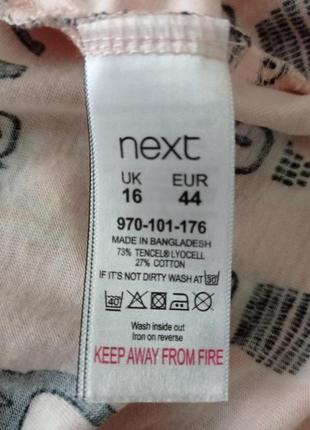 next
UK EUR
16 44
970-101-176
MADE IN BANGLADESH
73% TENCEL® LYOCELL
27% COTTON
IF IT'S NOT DIRTY WASH AT 30°
40°
Wash inside out
Iron on reverse
KEEP AWAY FROM FIRE